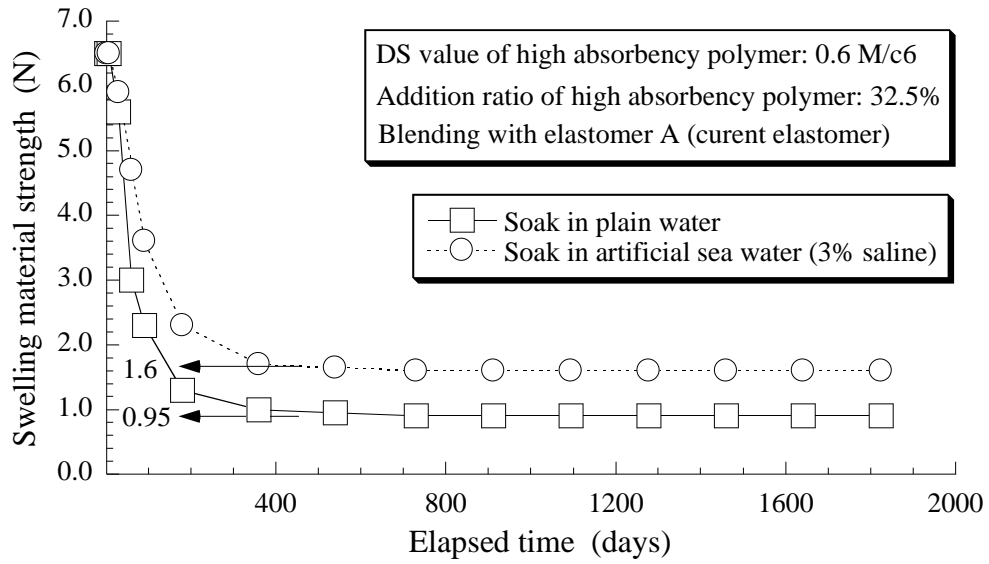 7.0
6.0
5.0
4.0
3.0
2.0
1.0
0.0
Swelling material strength (N)
DS value of high absorbency polymer: 0.6 M/c6
Addition ratio of high absorbency polymer: 32.5%
Blending with elastomer A (curent elastomer)
Soak in plain water
Soak in artificial sea water (3% saline)
1.6
0.95
400
800
1200
1600
2000
Elapsed time (days)